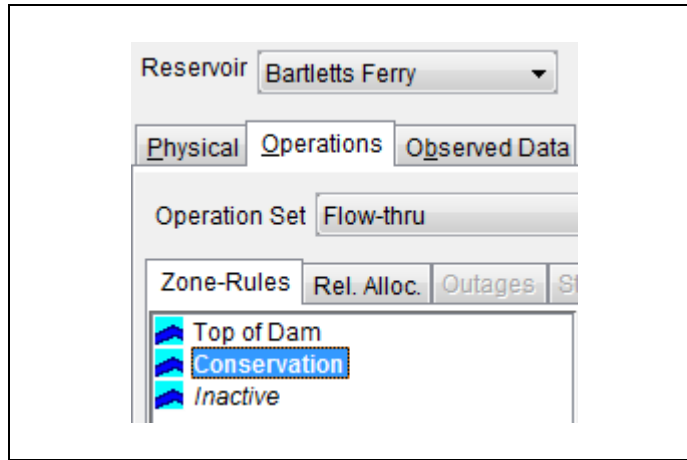 Reservoir Bartletts Ferry
Physical Operations Observed Data
Operation Set Flow-thru
Zone-Rules Rel. Alloc. Outages St
Top of Dam
Conservation
Inactive